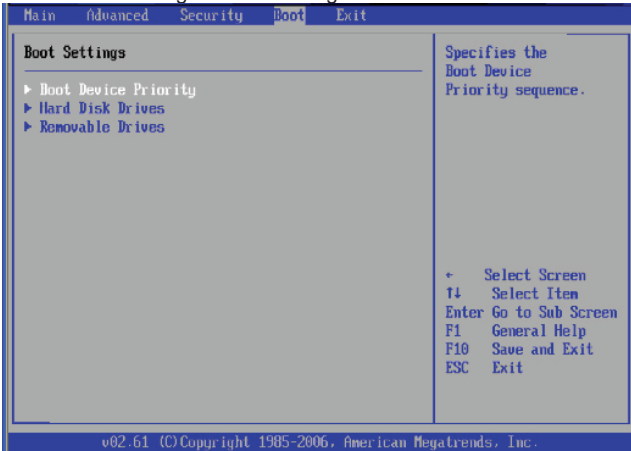 Main Advanced Security Boot Exit
Boot Settings
▶ Boot Device Priority
▶ Hard Disk Drives
▶ Removable Drives
Specifies the
Boot Device
Priority sequence.
← Select Screen
↑↓ Select Item
Enter Go to Sub Screen
F1 General Help
F10 Save and Exit
ESC Exit
v02.61 (C)Copyright 1985-2006, American Megatrends, Inc.